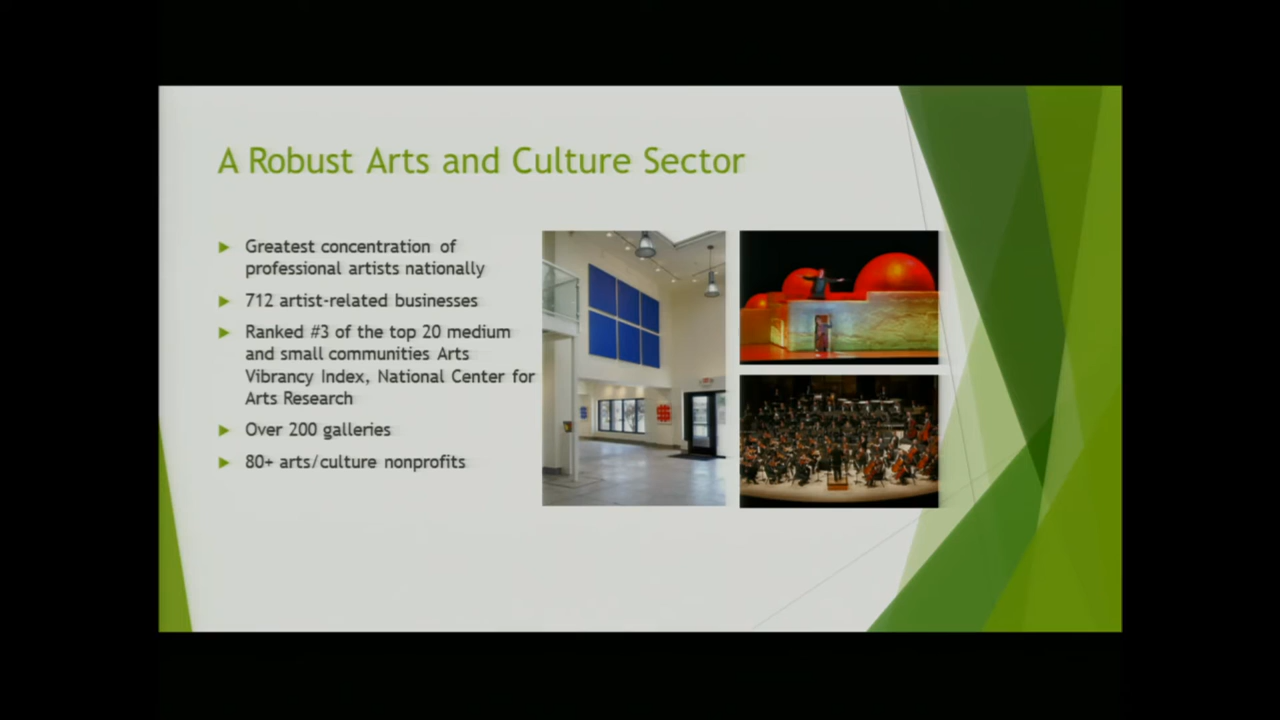 A Robust Arts and Culture Sector
Greatest concentration of
professional artists nationally
712 artist-related businesses
Ranked #3 of the top 20 medium
and small communities Arts
Vibrancy Index, National Center for
Arts Research
Over 200 galleries
80+ arts/culture nonprofits